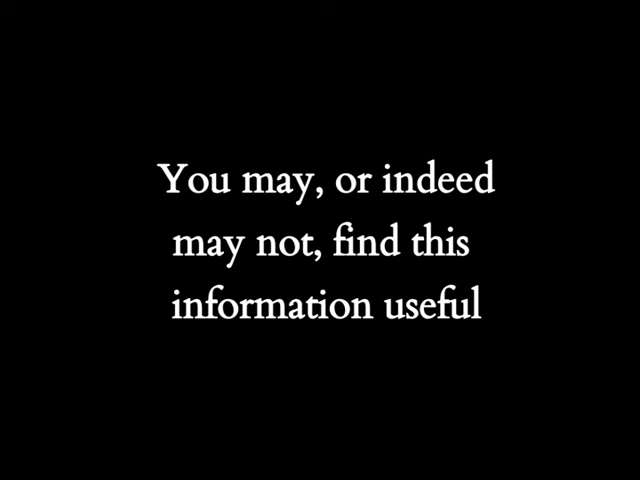 You may, or indeed
may not, find this
information useful